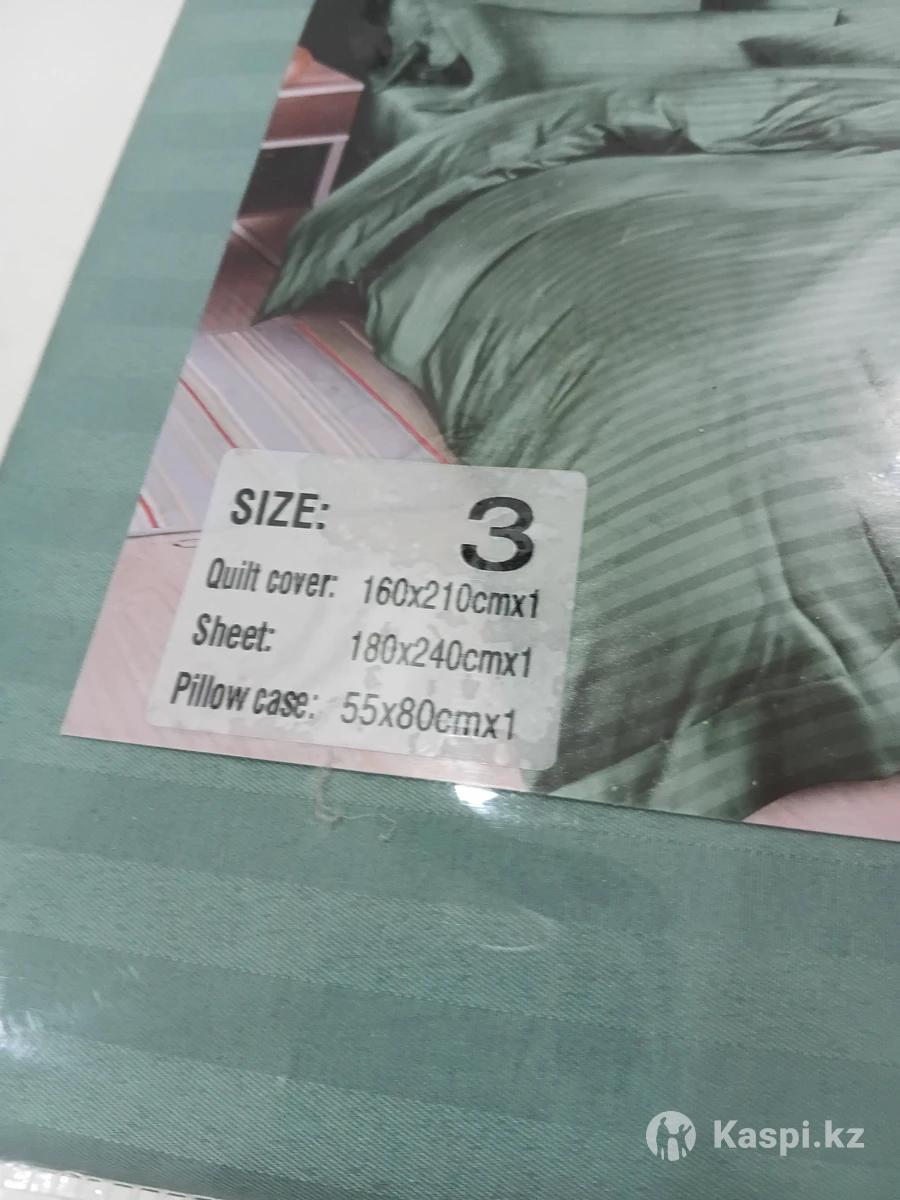 SIZE: 3
Quilt cover: 160x210cmx1
Sheet: 180x240cmx1
Pillow case: 55x80cmx1
Kaspi.kz